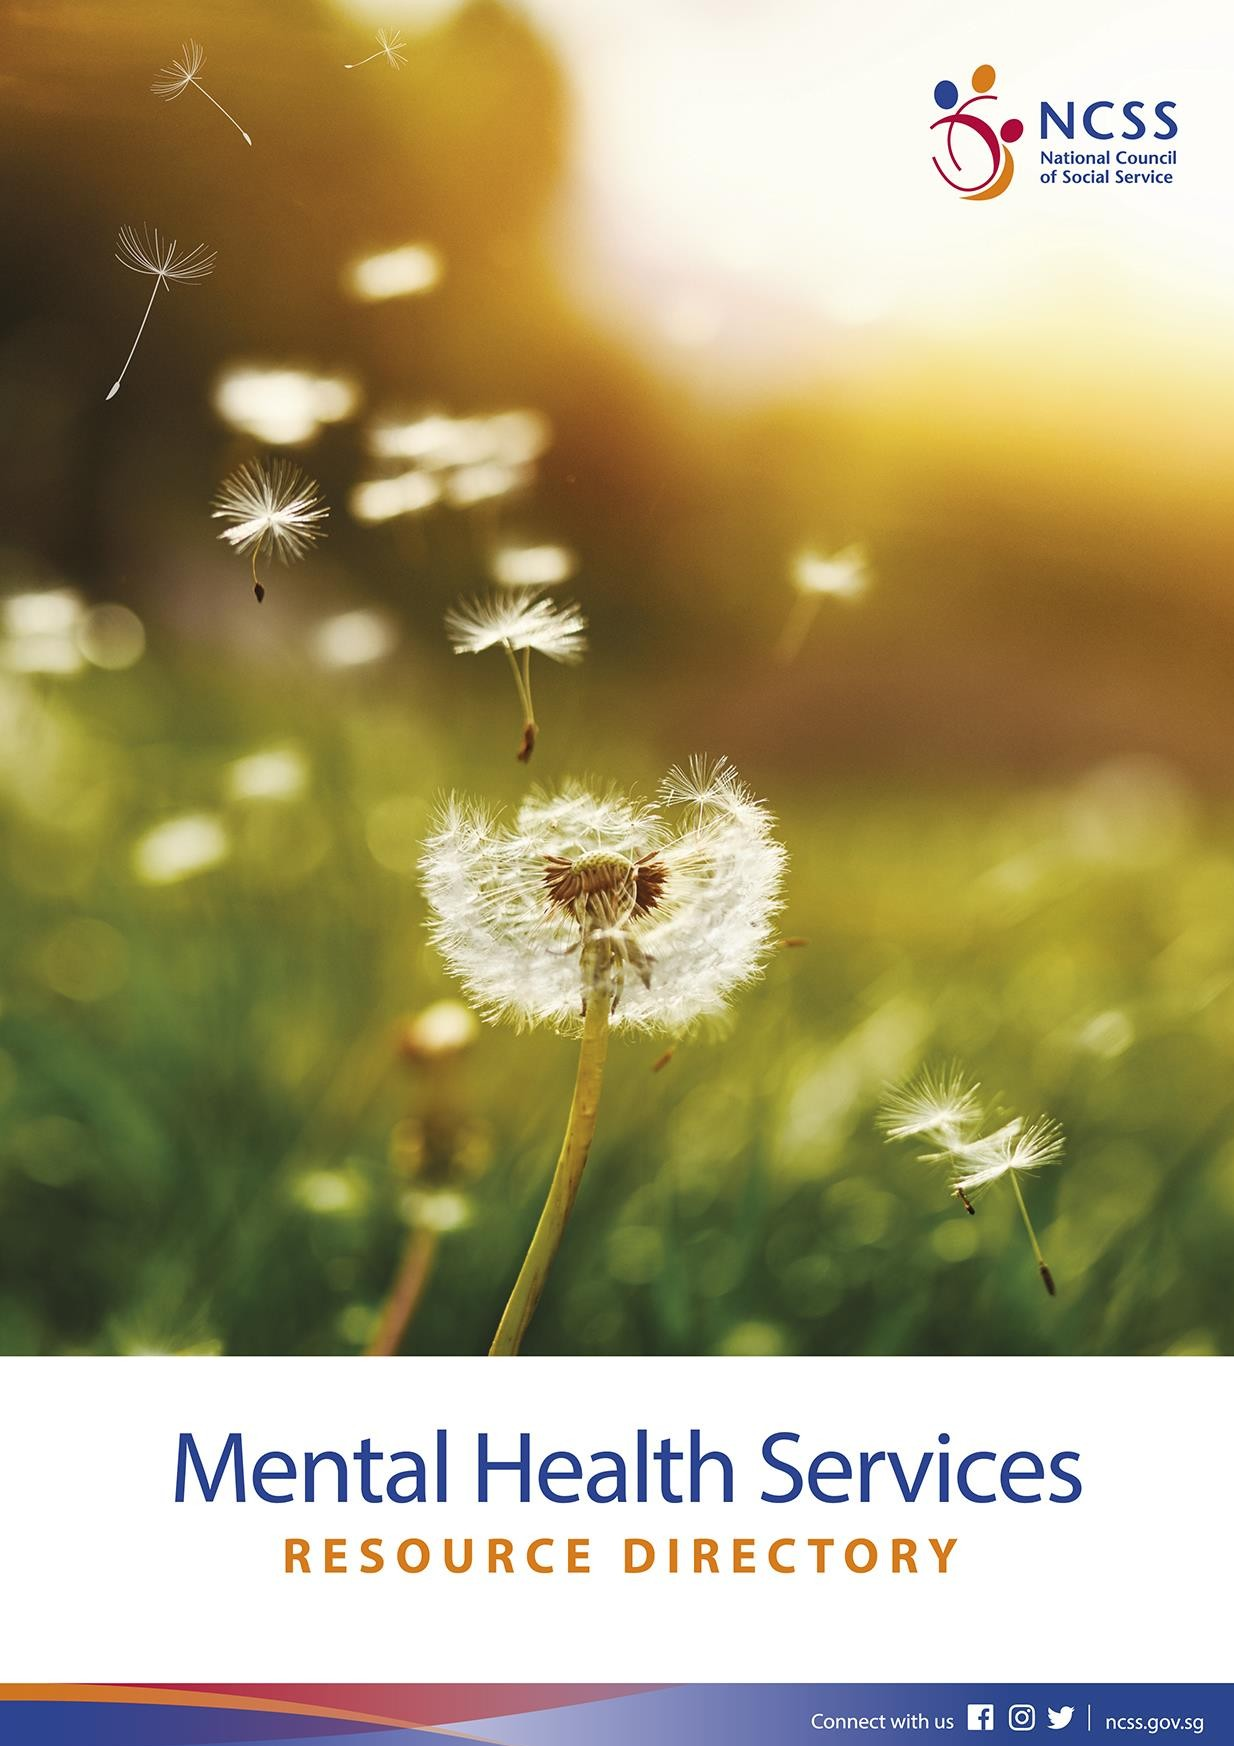 NCSS
National Council
of Social Service
Mental Health Services
RESOURCE DIRECTORY
Connect with us
ncss.gov.sg